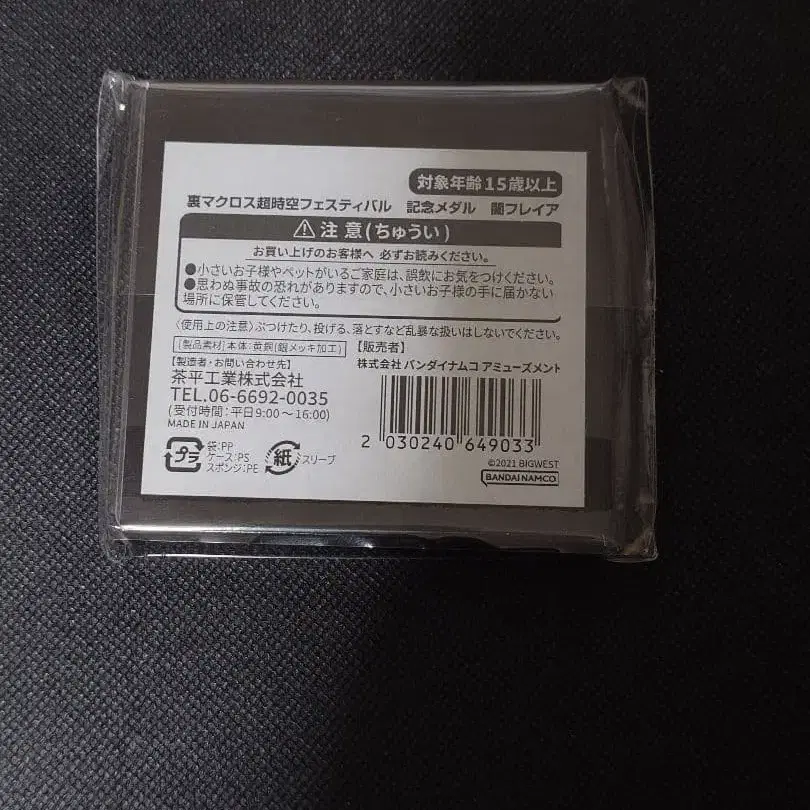 対象年齢15歳以上
裏マクロス超時空フェスティバル 記念メダル 闇フレイア
⚠注意(ちゅうい)
お買い上げのお客様へ 必ずお読みください。
●小さいお子様やペットがいるご家庭は、誤飲にお気をつけください。
●思わぬ事故の恐れがありますので、小さいお子様の手に届かない
場所に保管してください。
〈使用上の注意〉ぶつけたり、投げる、落とすなど乱暴な扱いはしないでください。
[製品素材]本体:黄銅(銀メッキ加工)
【製造者・お問い合わせ先】
茶平工業株式会社
TEL.06-6692-0035
(受付時間:平日9:00～16:00)
MADE IN JAPAN
プラ
袋:PP
ケース:PS
スポンジ:PE
紙
スリーブ
【販売者】
株式会社 バンダイナムコ アミューズメント
2 030240 649033
©2021 BIGWEST
BANDAI NAMCO